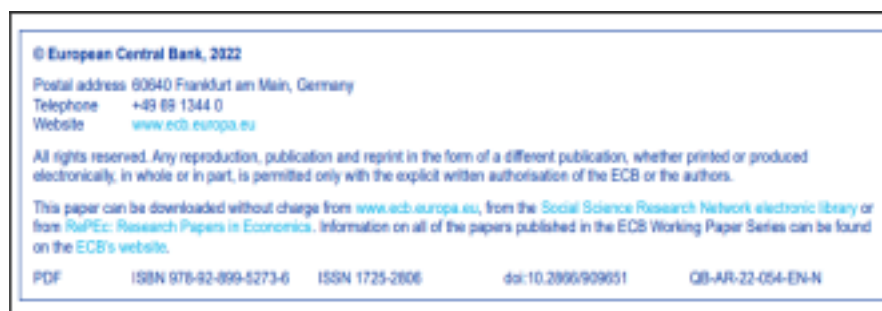 © European Central Bank, 2022
Postal address 60640 Frankfurt am Main, Germany
Telephone +49 69 1344 0
Website www.ecb.europa.eu
All rights reserved. Any reproduction, publication and reprint in the form of a different publication, whether printed or produced
electronically, in whole or in part, is permitted only with the explicit written authorisation of the ECB or the authors.
This paper can be downloaded without charge from www.ecb.europa.eu, from the Social Science Research Network electronic library or
from RePEc: Research Papers in Economics. Information on all of the papers published in the ECB Working Paper Series can be found
on the ECB's website.
PDF ISBN 978-92-899-5273-6 ISSN 1725-2806 doi:10.2866/909651 QB-AR-22-054-EN-N